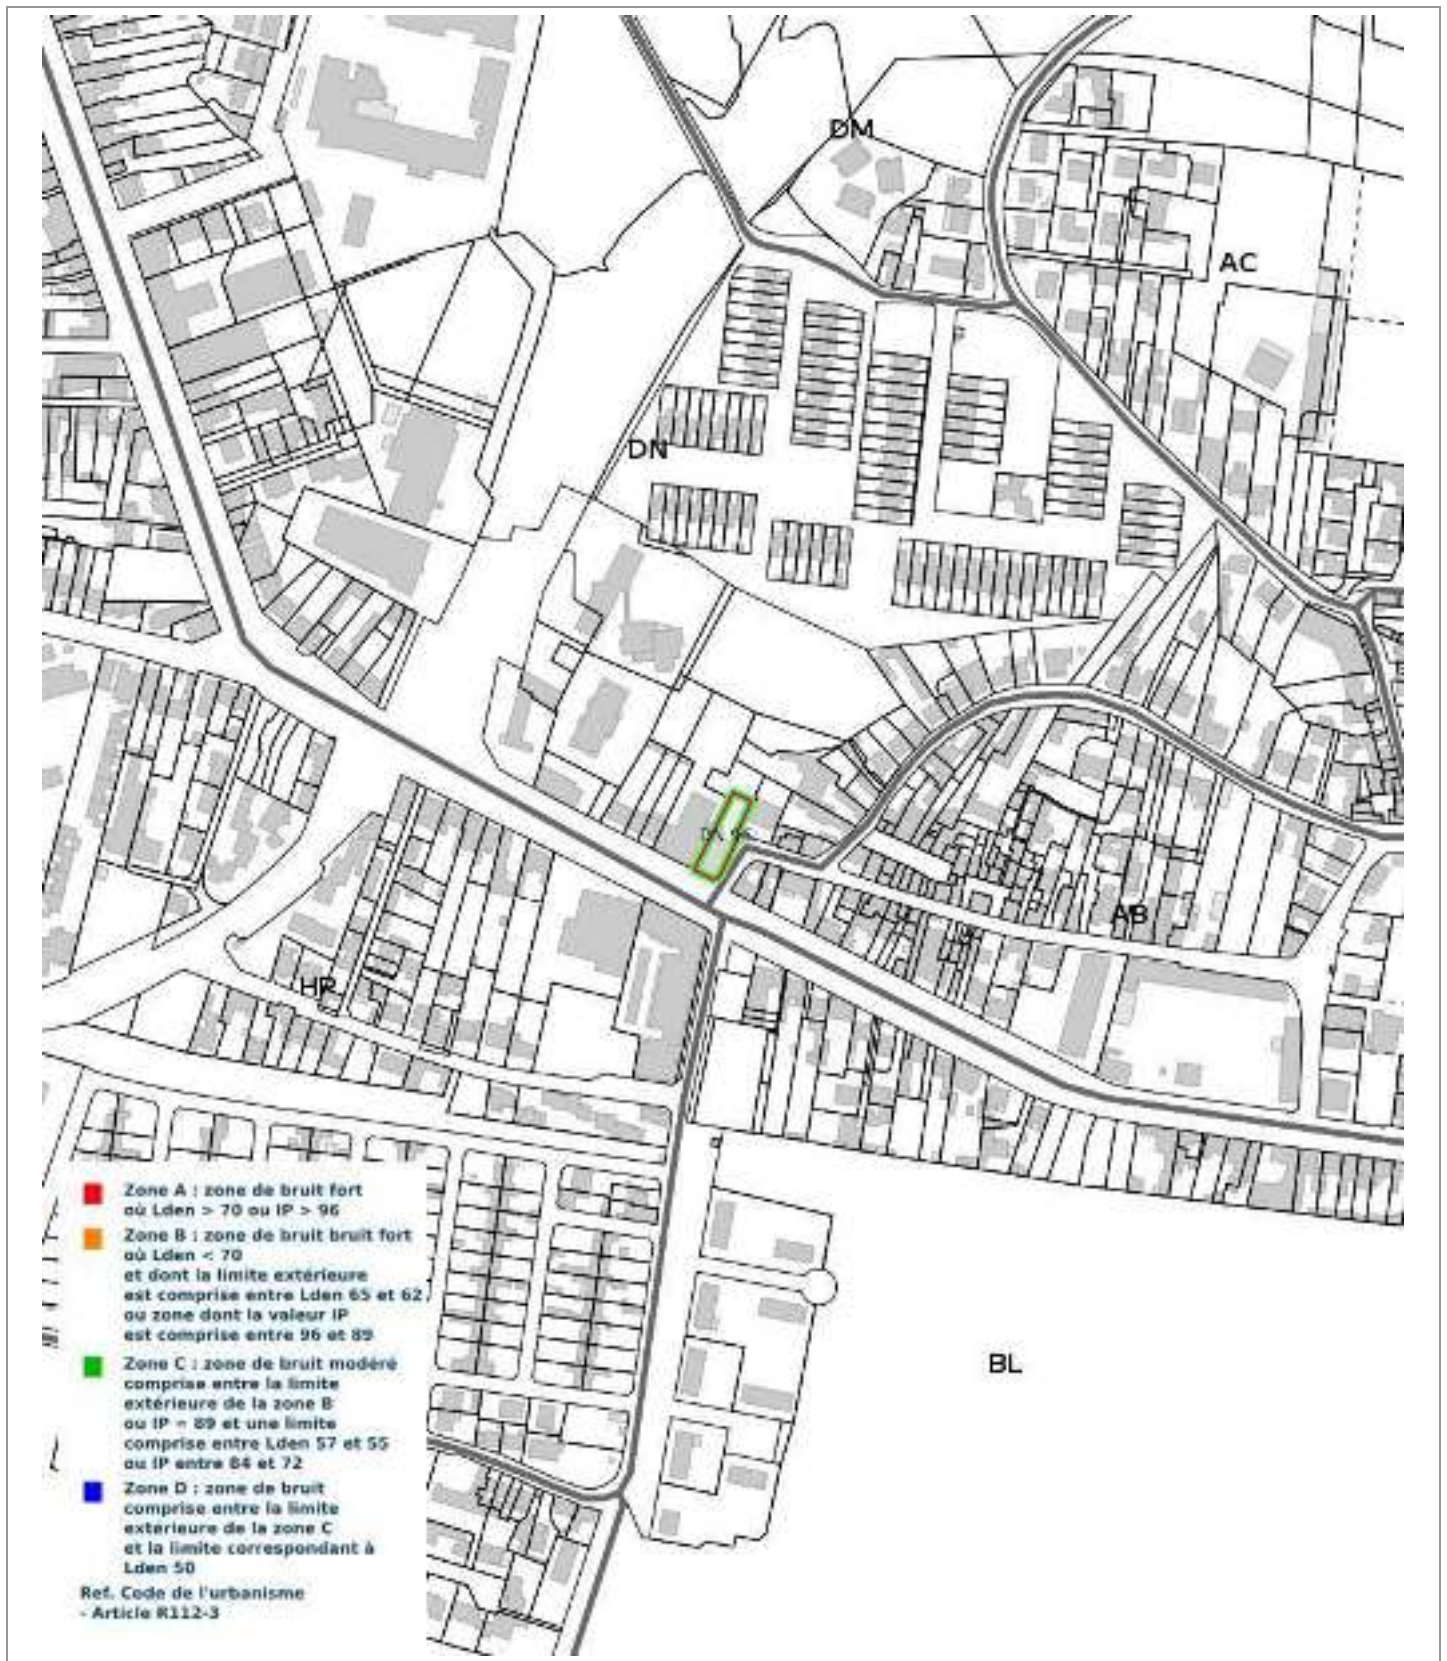 DM
AC
DN
AB
HP
Zone A : zone de bruit fort
où Lden > 70 ou IP > 96
Zone B : zone de bruit bruit fort
où Lden < 70
et dont la limite extérieure
est comprise entre Lden 65 et 62
ou zone dont la valeur IP
est comprise entre 96 et 89
BL
Zone C : zone de bruit modéré
comprise entre la limite
extérieure de la zone B
ou IP = 89 et une limite
comprise entre Lden 57 et 55
ou IP entre 84 et 72
Zone D : zone de bruit
comprise entre la limite
extérieure de la zone C
et la limite correspondant à
Lden 50
Ref. Code de l'urbanisme
- Article R112-3